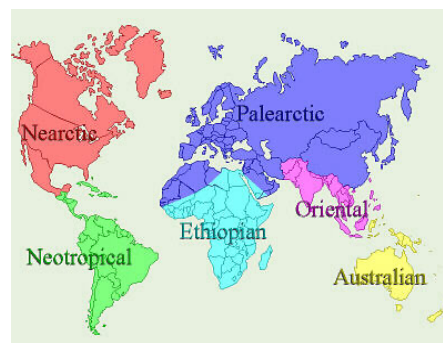 Palearctic
Nearctic
Oriental
Ethiopian
Neotropical
Australian